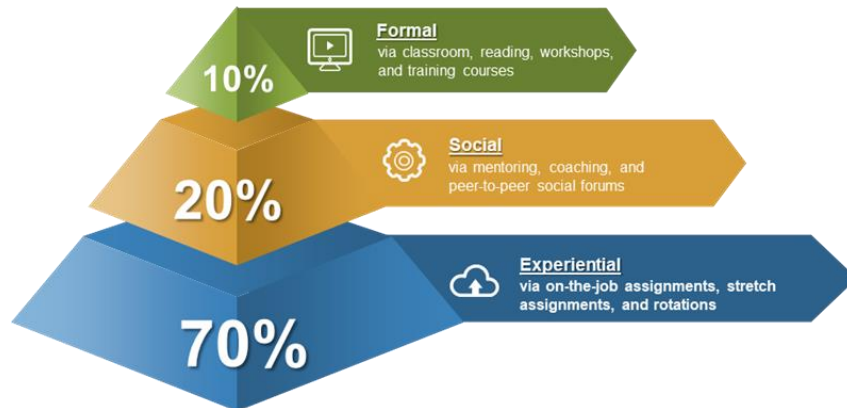 10%
Formal
via classroom, reading, workshops,
and training courses
20%
Social
via mentoring, coaching, and
peer-to-peer social forums
70%
Experiential
via on-the-job assignments, stretch
assignments, and rotations